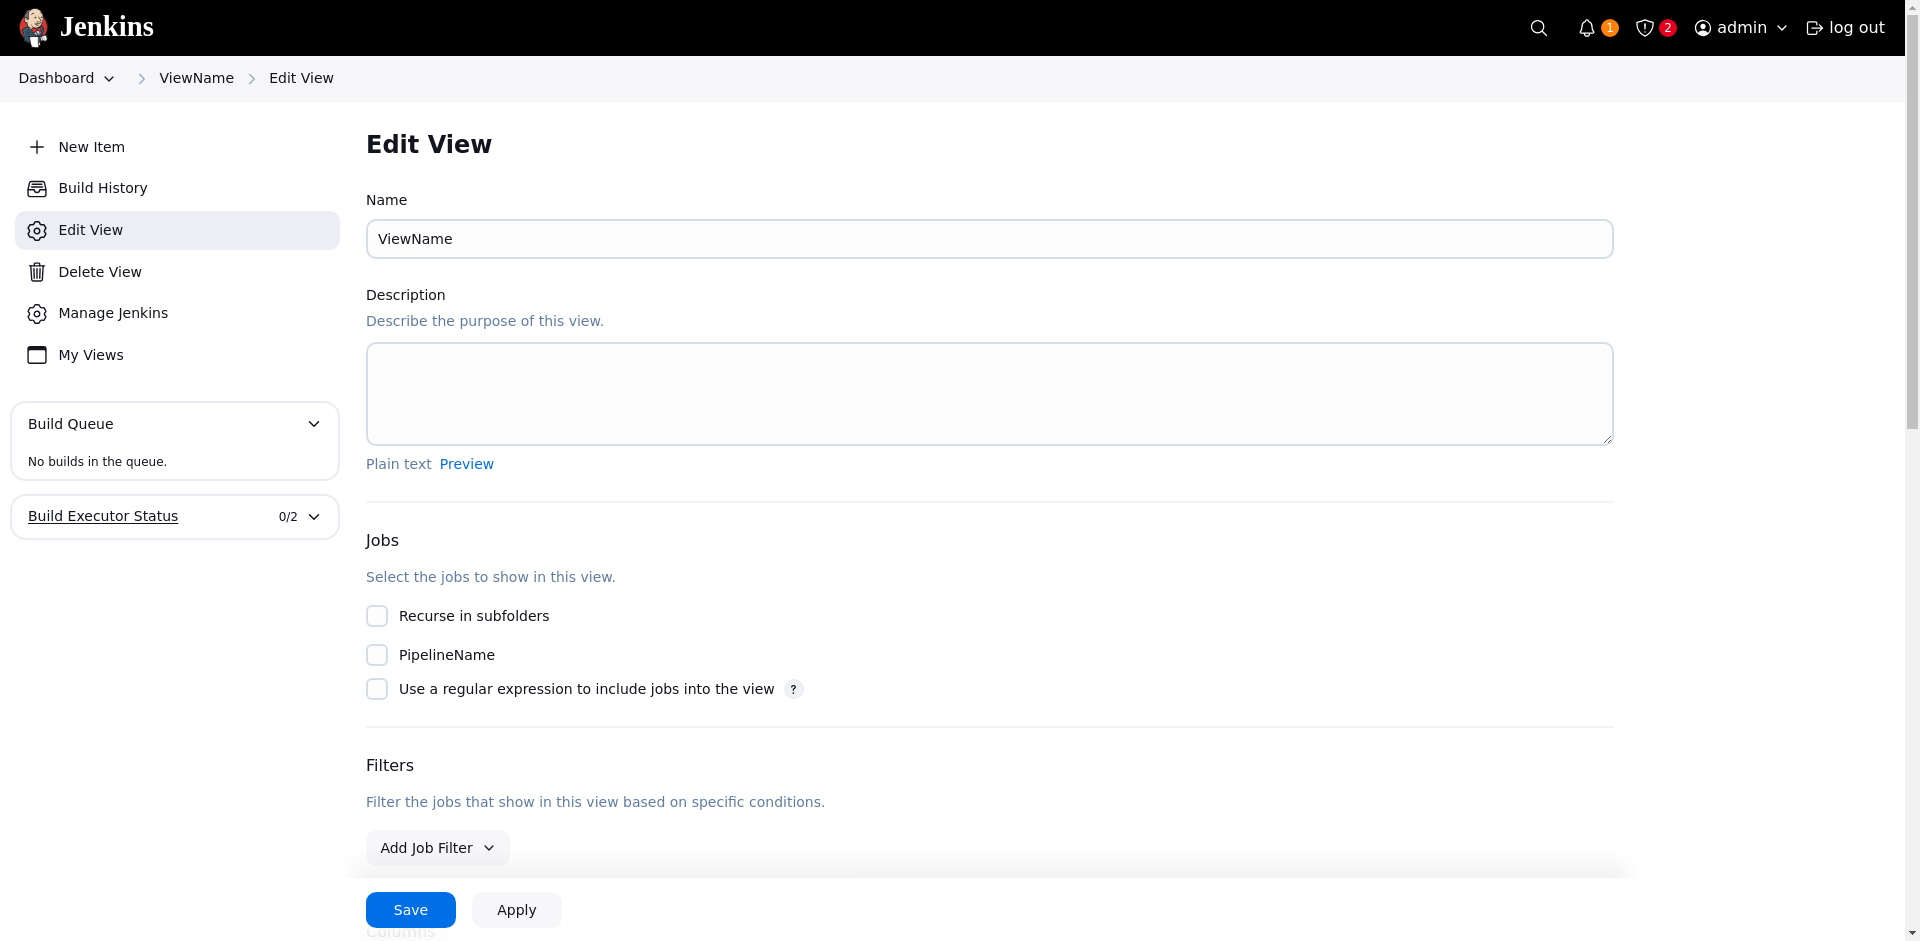 Jenkins
1
2
admin
log out
Dashboard
ViewName
Edit View
New Item
Build History
Edit View
Delete View
Manage Jenkins
My Views
Build Queue
No builds in the queue.
Build Executor Status
0/2
Edit View
Name
ViewName
Description
Describe the purpose of this view.
Plain text Preview
Jobs
Select the jobs to show in this view.
Recurse in subfolders
PipelineName
Use a regular expression to include jobs into the view ?
Filters
Filter the jobs that show in this view based on specific conditions.
Add Job Filter
Save
Apply
Columns